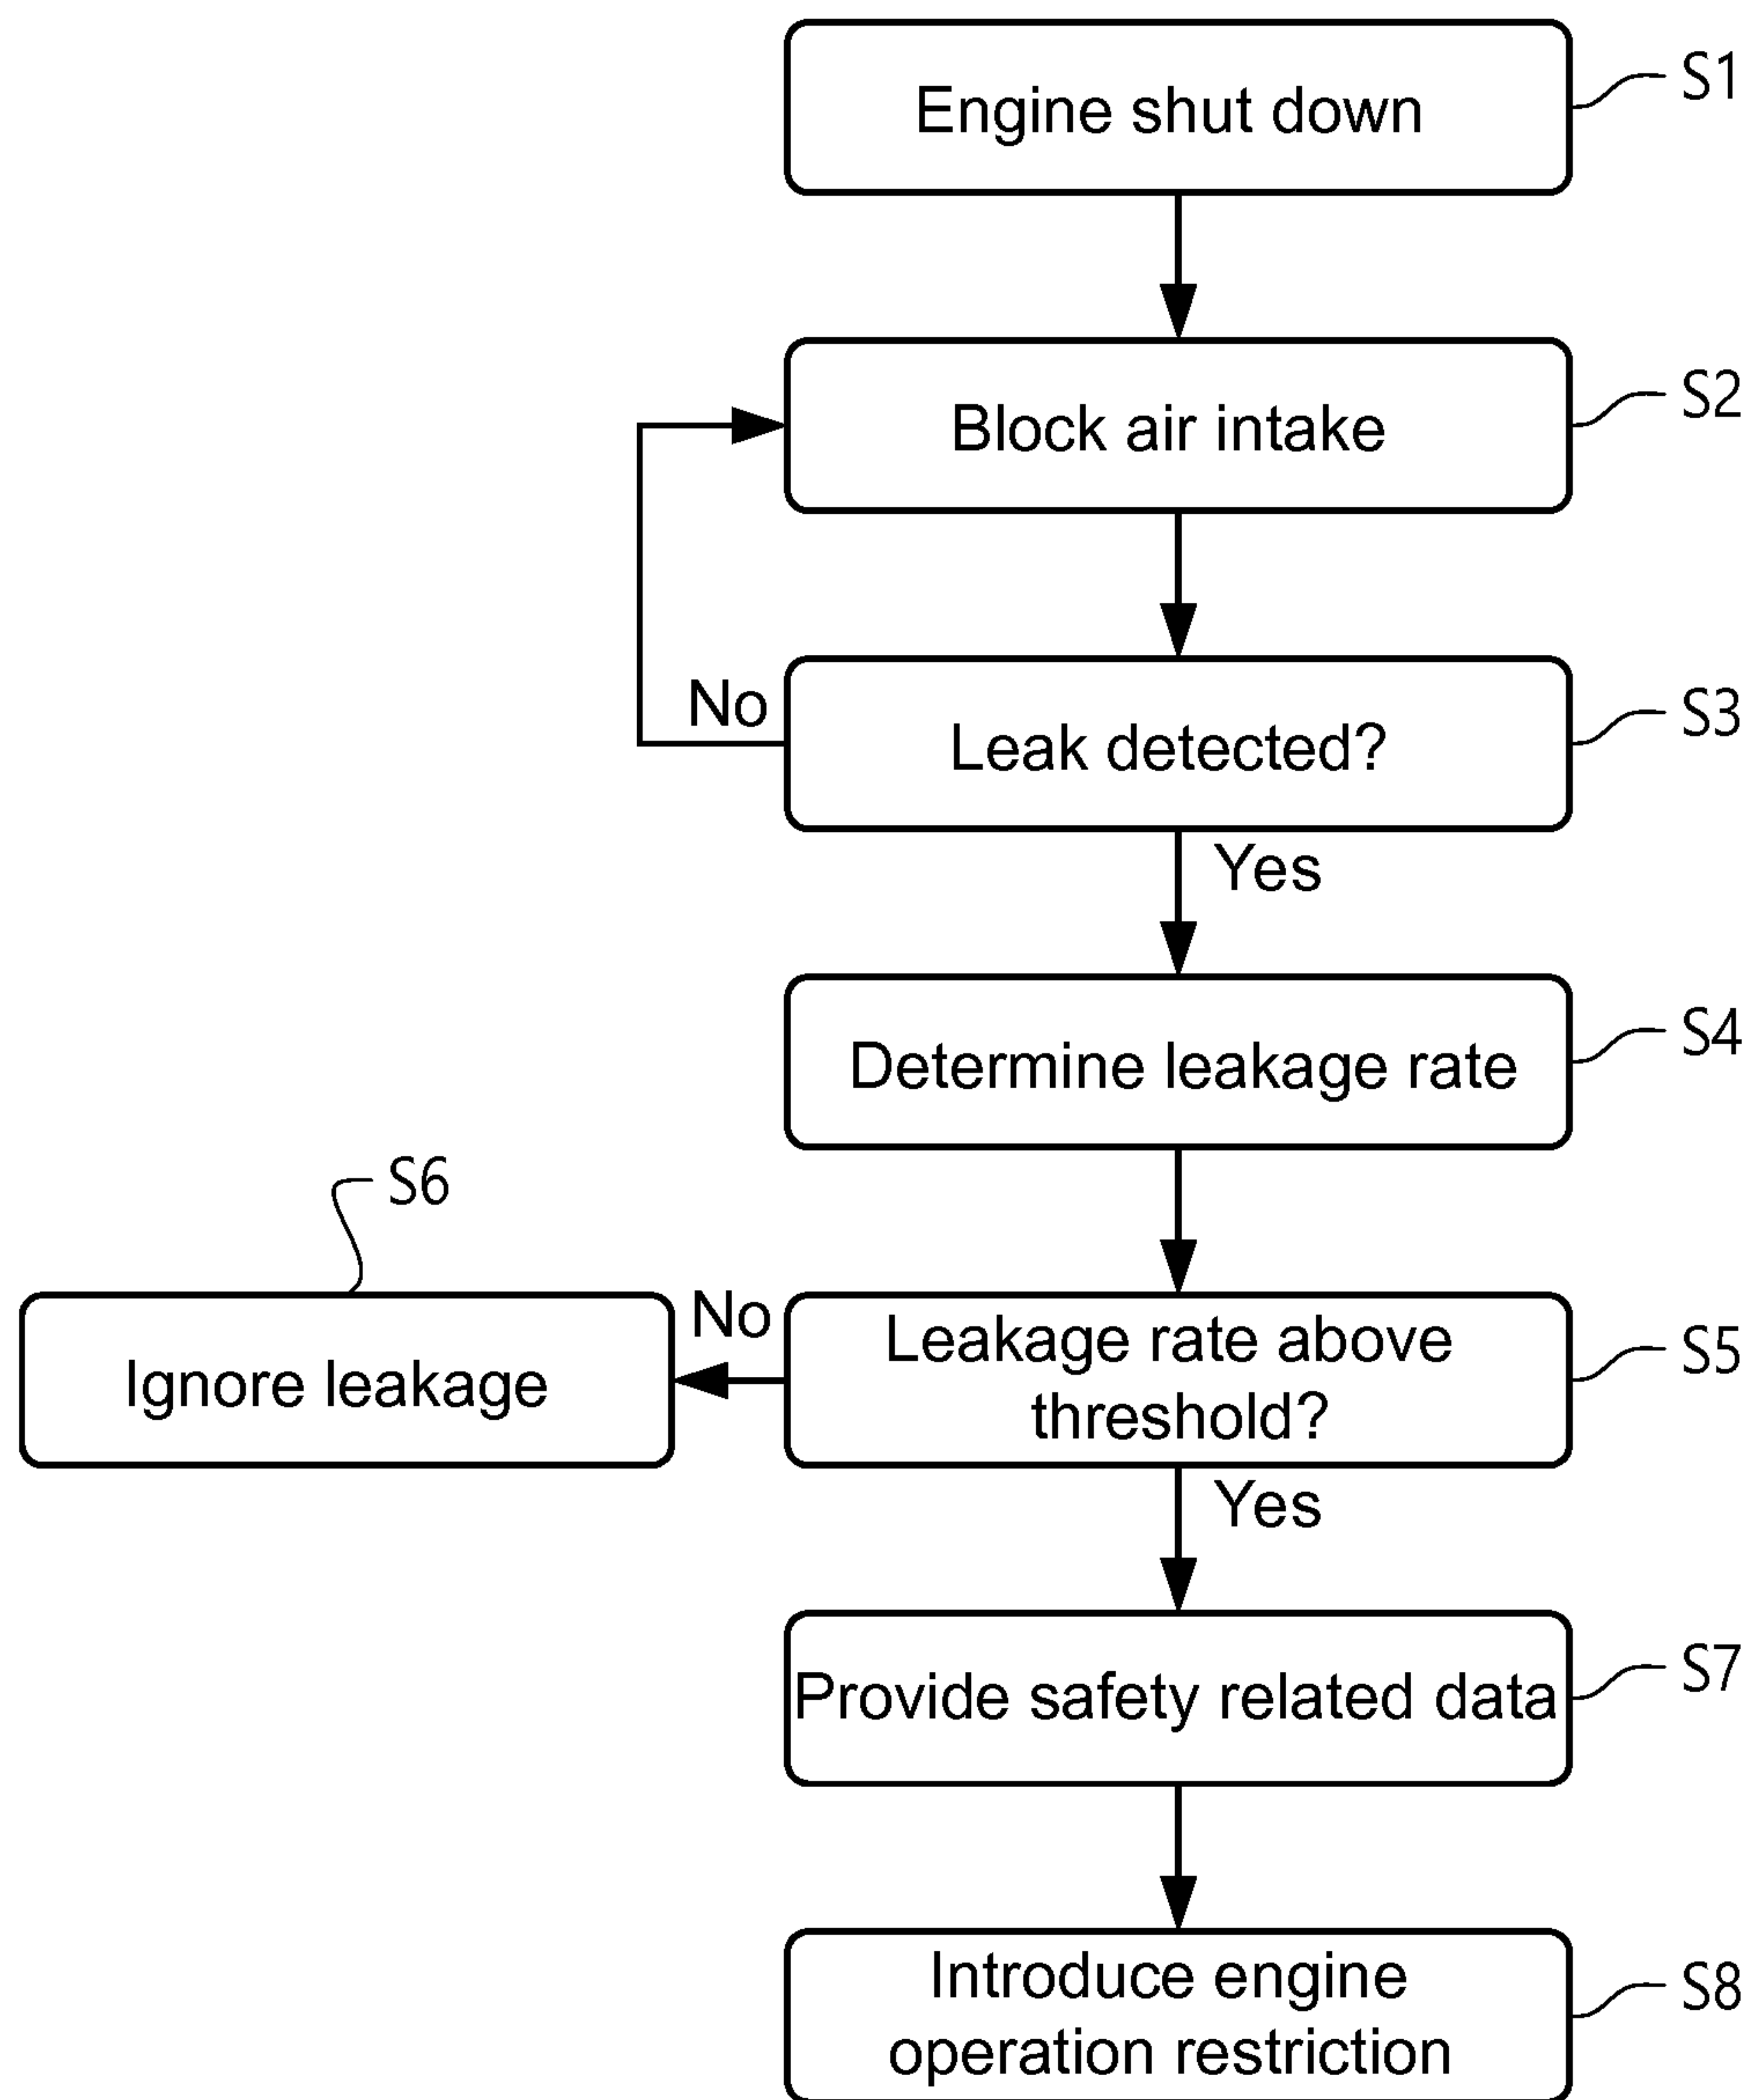 Engine shut down
S1
Block air intake
S2
No
Leak detected?
S3
Yes
Determine leakage rate
S4
S6
Ignore leakage
No
Leakage rate above
threshold?
S5
Yes
Provide safety related data
S7
Introduce engine
operation restriction
S8